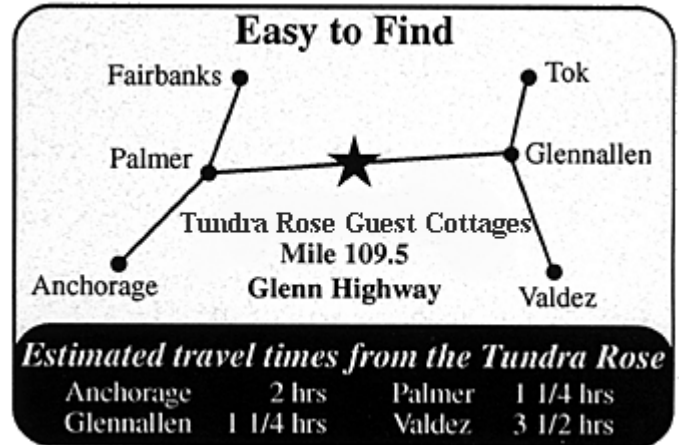 Easy to Find
Fairbanks
Tok
Palmer
Glennallen
Tundra Rose Guest Cottages
Mile 109.5
Anchorage
Glenn Highway
Valdez
Estimated travel times from the Tundra Rose
Anchorage 2 hrs Palmer 1 1/4 hrs
Glennallen 1 1/4 hrs Valdez 3 1/2 hrs